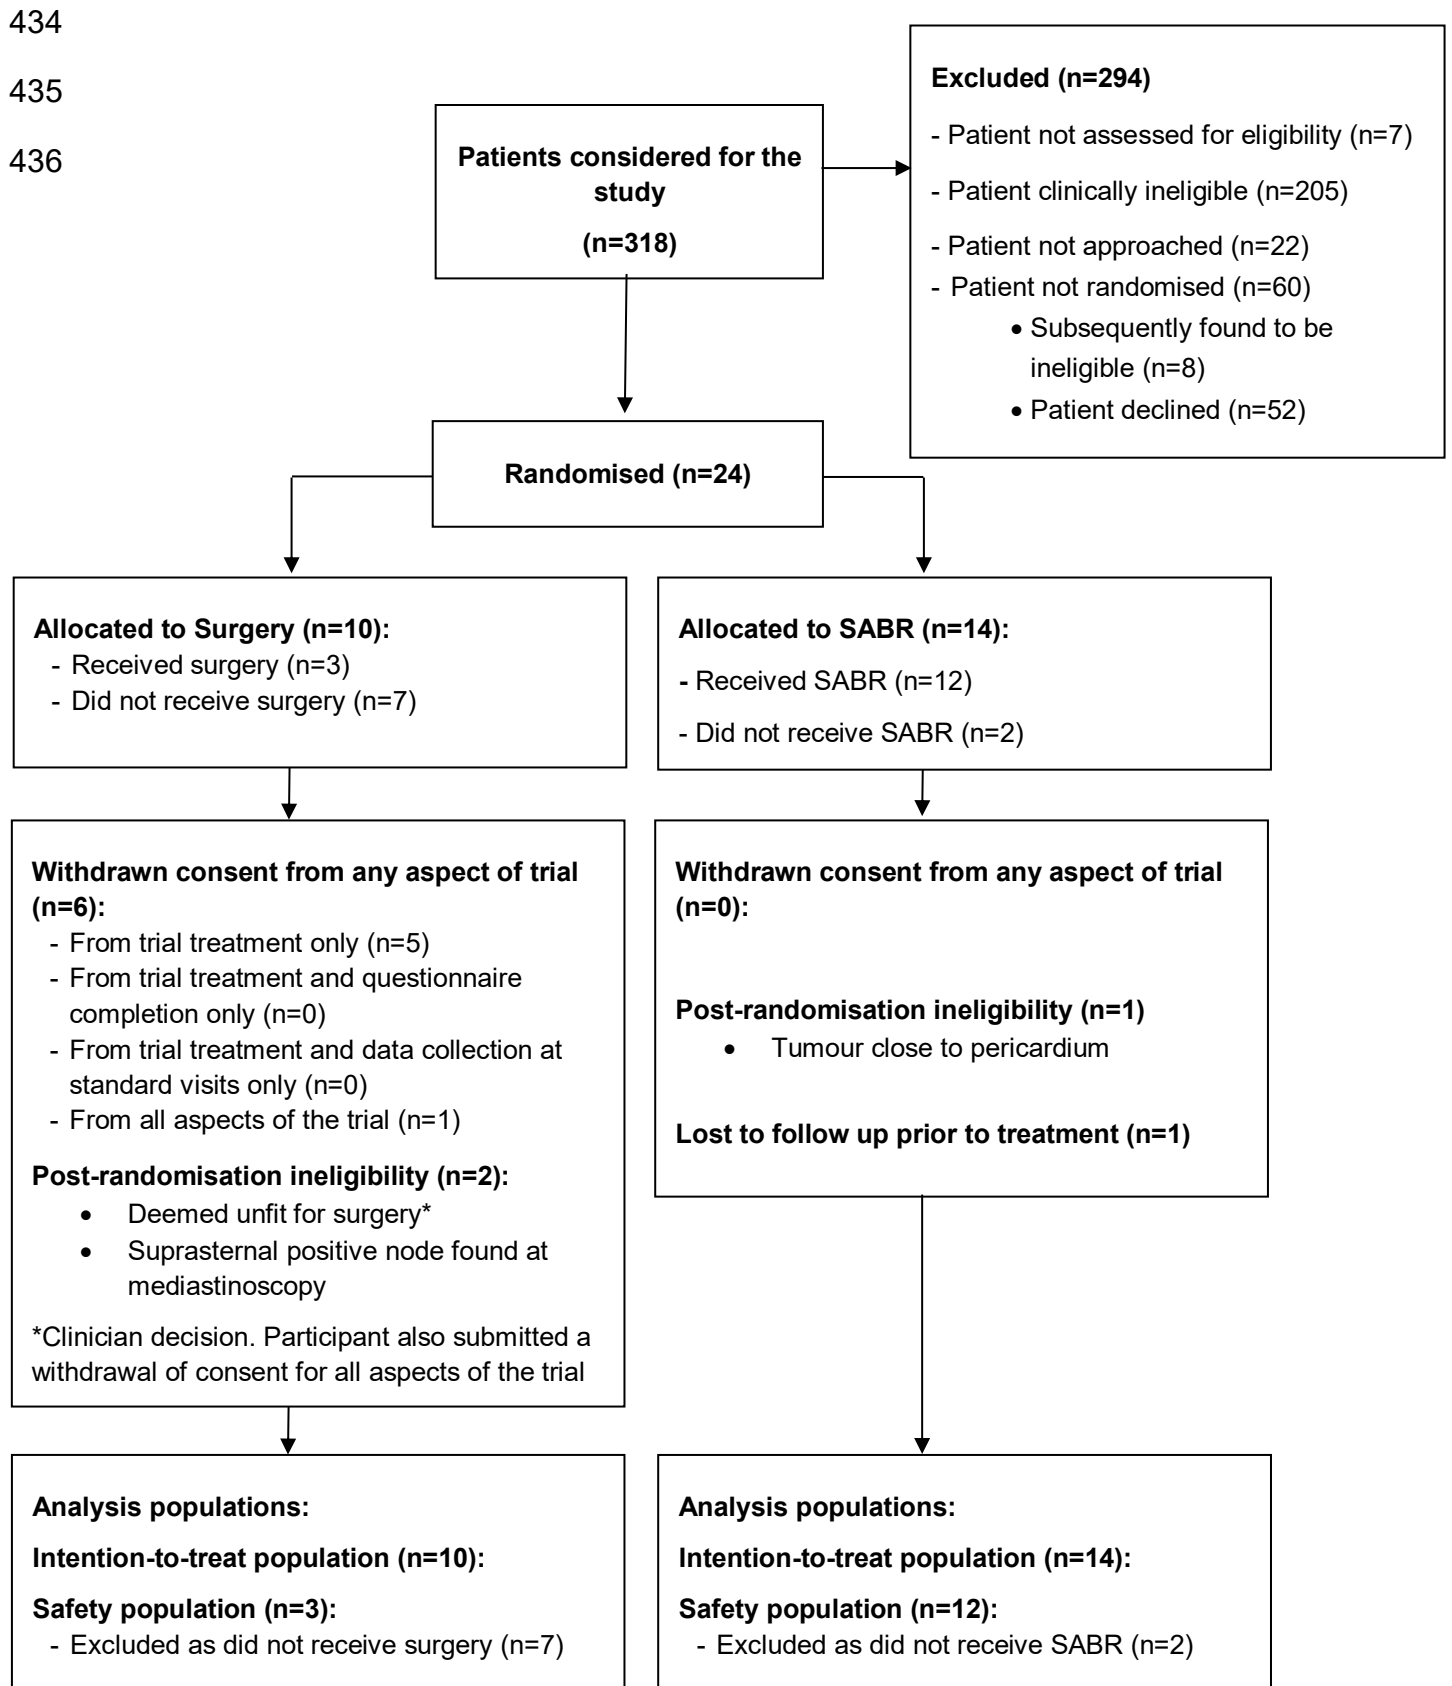 434
435
436
Patients considered for the
study
(n=318)
Excluded (n=294)
- Patient not assessed for eligibility (n=7)
- Patient clinically ineligible (n=205)
- Patient not approached (n=22)
- Patient not randomised (n=60)
• Subsequently found to be
ineligible (n=8)
• Patient declined (n=52)
Randomised (n=24)
Allocated to Surgery (n=10):
- Received surgery (n=3)
- Did not receive surgery (n=7)
Allocated to SABR (n=14):
- Received SABR (n=12)
- Did not receive SABR (n=2)
Withdrawn consent from any aspect of trial
(n=6):
- From trial treatment only (n=5)
- From trial treatment and questionnaire
completion only (n=0)
- From trial treatment and data collection at
standard visits only (n=0)
- From all aspects of the trial (n=1)
Post-randomisation ineligibility (n=2):
• Deemed unfit for surgery*
• Suprasternal positive node found at
mediastinoscopy
*Clinician decision. Participant also submitted a
withdrawal of consent for all aspects of the trial
Withdrawn consent from any aspect of trial
(n=0):
Post-randomisation ineligibility (n=1)
• Tumour close to pericardium
Lost to follow up prior to treatment (n=1)
Analysis populations:
Intention-to-treat population (n=10):
Safety population (n=3):
- Excluded as did not receive surgery (n=7)
Analysis populations:
Intention-to-treat population (n=14):
Safety population (n=12):
- Excluded as did not receive SABR (n=2)